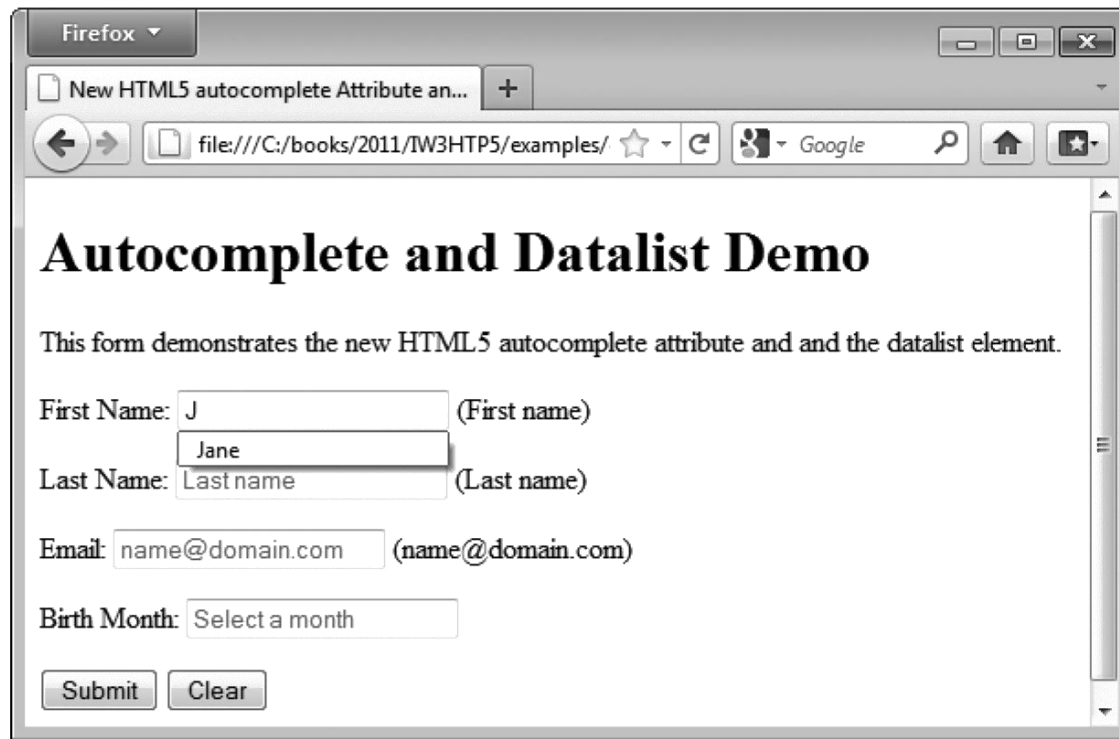 Firefox
New HTML5 autocomplete Attribute an...
file:///C:/books/2011/IW3HTP5/examples/
Google
Autocomplete and Datalist Demo
This form demonstrates the new HTML5 autocomplete attribute and and the datalist element.
First Name: J (First name)
Jane
Last Name: Last name (Last name)
Email: name@domain.com (name@domain.com)
Birth Month: Select a month
Submit Clear